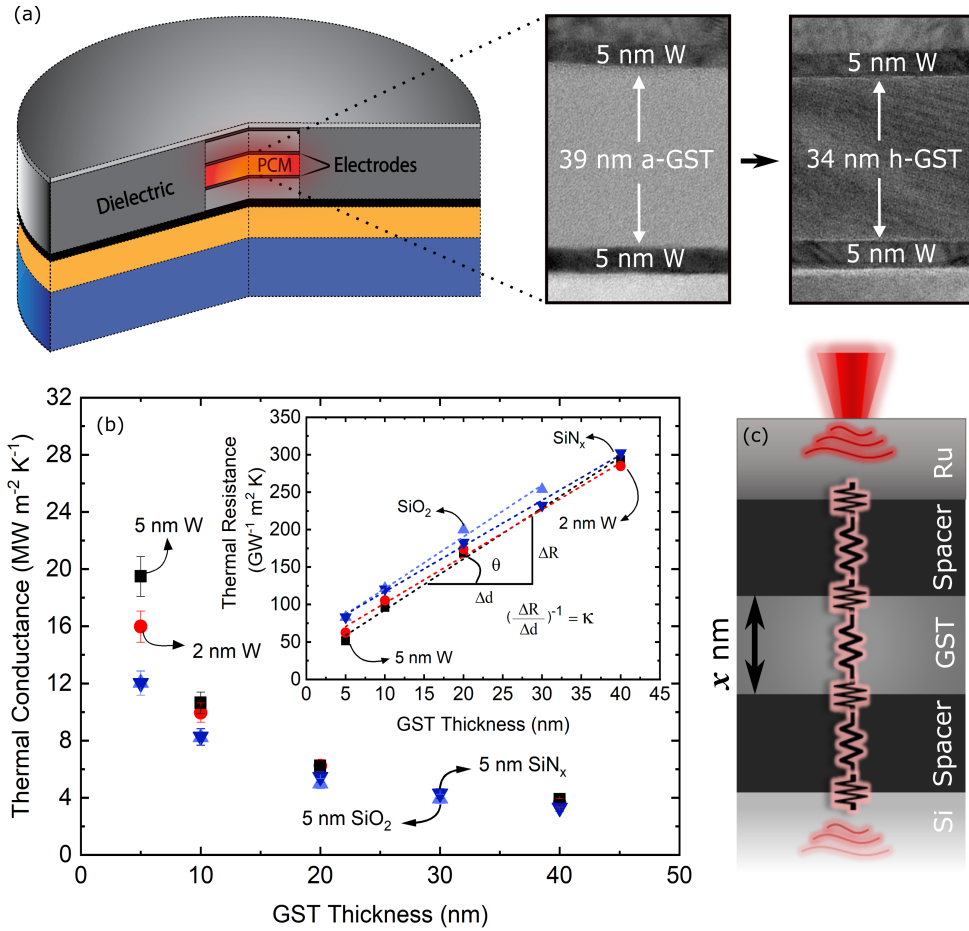 (a)
Dielectric
PCM
Electrodes
5 nm W
39 nm a-GST
5 nm W
5 nm W
34 nm h-GST
5 nm W
(b)
Thermal Conductance (MW m⁻² K⁻¹)
32
28
24
20
16
12
8
4
0
0
10
20
30
40
50
GST Thickness (nm)
5 nm W
2 nm W
5 nm SiNₓ
5 nm SiO₂
Thermal Resistance
(GW⁻¹ m² K)
350
300
250
200
150
100
50
0
0
5
10
15
20
25
30
35
40
45
GST Thickness (nm)
SiNₓ
SiO₂
2 nm W
θ
ΔR
Δd
(ΔR/Δd)⁻¹ = κ
5 nm W
(c)
Ru
Spacer
x nm
GST
Spacer
Si